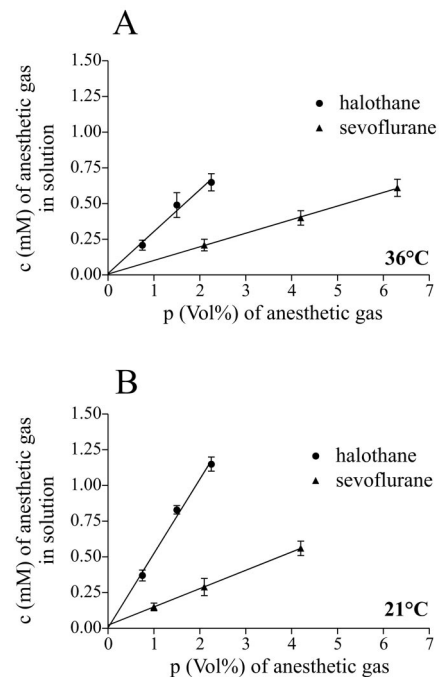 A
c (mM) of anesthetic gas
in solution
1.50
1.25
1.00
0.75
0.50
0.25
0.00
halothane
sevoflurane
36°C
0 1 2 3 4 5 6 7
p (Vol%) of anesthetic gas
B
c (mM) of anesthetic gas
in solution
1.50
1.25
1.00
0.75
0.50
0.25
0.00
halothane
sevoflurane
21°C
0 1 2 3 4 5 6 7
p (Vol%) of anesthetic gas